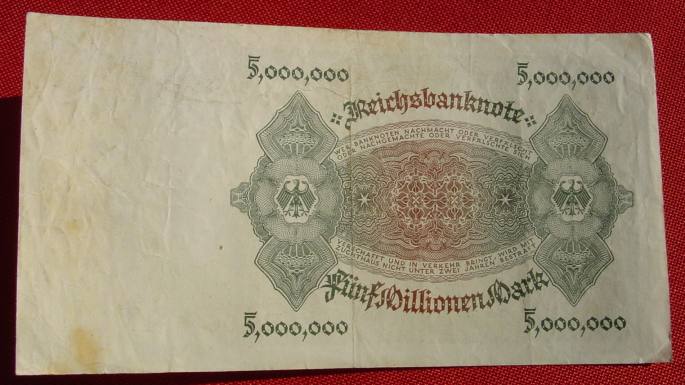 5,000,000 5,000,000
Reichsbanknote
WER BANKNOTEN NACHMACHT ODER VERFÄLSCHT
ODER NACHGEMACHTE ODER VERFÄLSCHTE SICH
VERSCHAFFT UND IN VERKEHR BRINGT, WIRD MIT
ZUCHTHAUS NICHT UNTER ZWEI JAHREN BESTRAFT
Fünf Millionen Mark
5,000,000 5,000,000